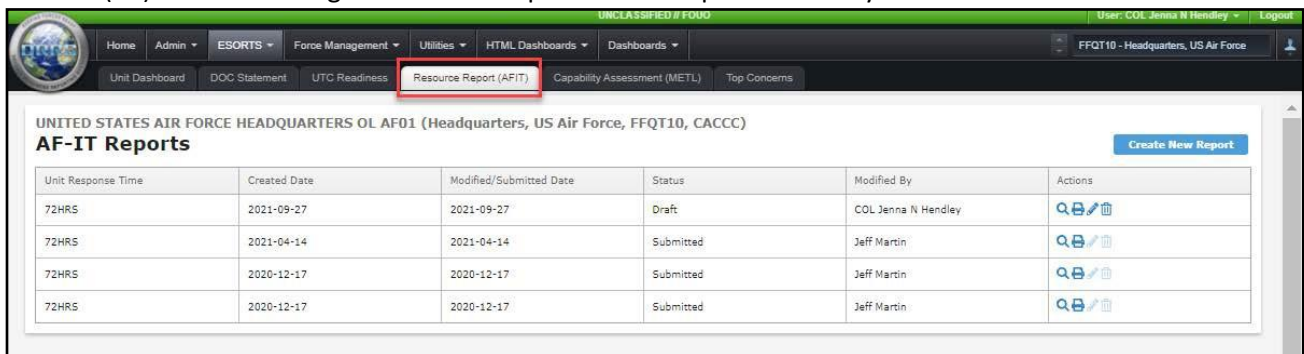 UNCLASSIFIED // FOUO
User: COL Jenna N Hendley Logout
Home Admin ESORTS Force Management Utilities HTML Dashboards Dashboards FFQT10 - Headquarters, US Air Force
Unit Dashboard DOC Statement UTC Readiness Resource Report (AFIT) Capability Assessment (METL) Top Concerns
UNITED STATES AIR FORCE HEADQUARTERS OL AF01 (Headquarters, US Air Force, FFQT10, CACCC)
AF-IT Reports
Create New Report
Unit Response Time Created Date Modified/Submitted Date Status Modified By Actions
72HRS 2021-09-27 2021-09-27 Draft COL Jenna N Hendley
72HRS 2021-04-14 2021-04-14 Submitted Jeff Martin
72HRS 2020-12-17 2020-12-17 Submitted Jeff Martin
72HRS 2020-12-17 2020-12-17 Submitted Jeff Martin